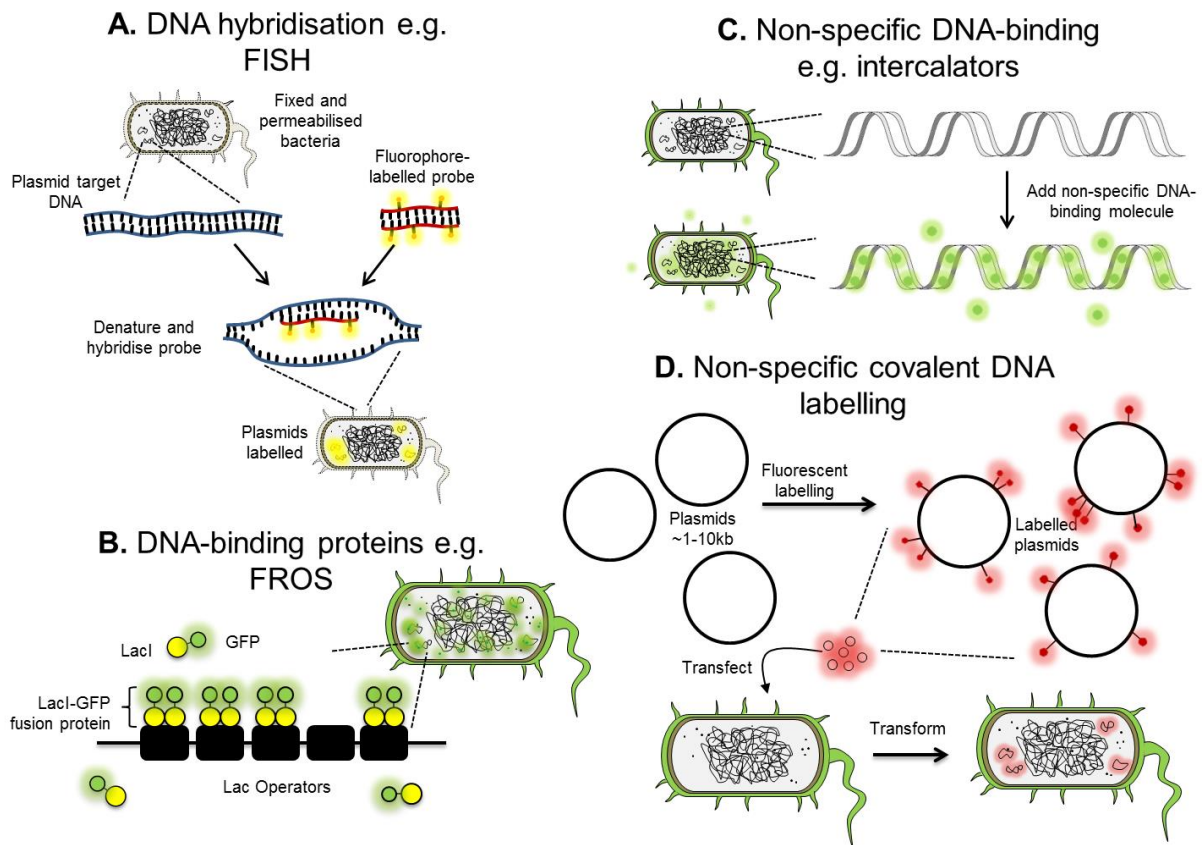 A. DNA hybridisation e.g.
FISH
Fixed and
permeabilised
bacteria
Plasmid target
DNA
Fluorophore-
labelled probe
Denature and
hybridise probe
Plasmids
labelled
B. DNA-binding proteins e.g.
FROS
LacI
GFP
LacI-GFP
fusion protein
Lac Operators
C. Non-specific DNA-binding
e.g. intercalators
Add non-specific DNA-
binding molecule
D. Non-specific covalent DNA
labelling
Fluorescent
labelling
Plasmids
~1-10kb
Labelled
plasmids
Transfect
Transform